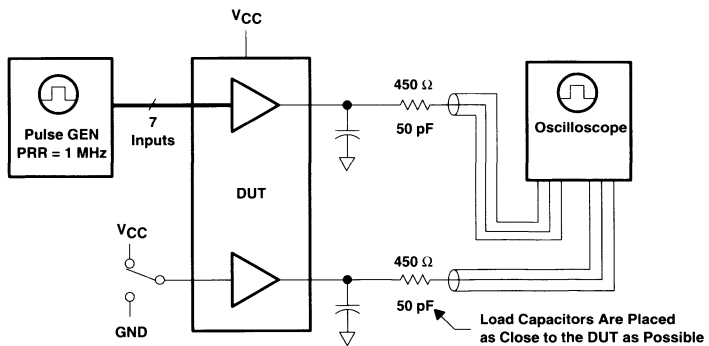 VCC
450 Ω
50 pF
Pulse GEN
PRR = 1 MHz
7
Inputs
Oscilloscope
DUT
VCC
GND
450 Ω
50 pF
Load Capacitors Are Placed
as Close to the DUT as Possible